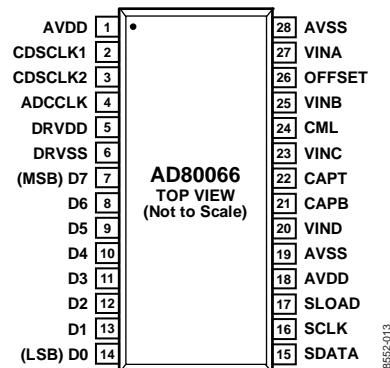 AVDD 1 28 AVSS
CDSCLK1 2 27 VINA
CDSCLK2 3 26 OFFSET
ADCCLK 4 25 VINB
DRVDD 5 24 CML
DRVSS 6 23 VINC
(MSB) D7 7 AD80066 22 CAPT
TOP VIEW
D6 8 (Not to Scale) 21 CAPB
D5 9 20 VIND
D4 10 19 AVSS
D3 11 18 AVDD
D2 12 17 SLOAD
D1 13 16 SCLK
(LSB) D0 14 15 SDATA
8552-013